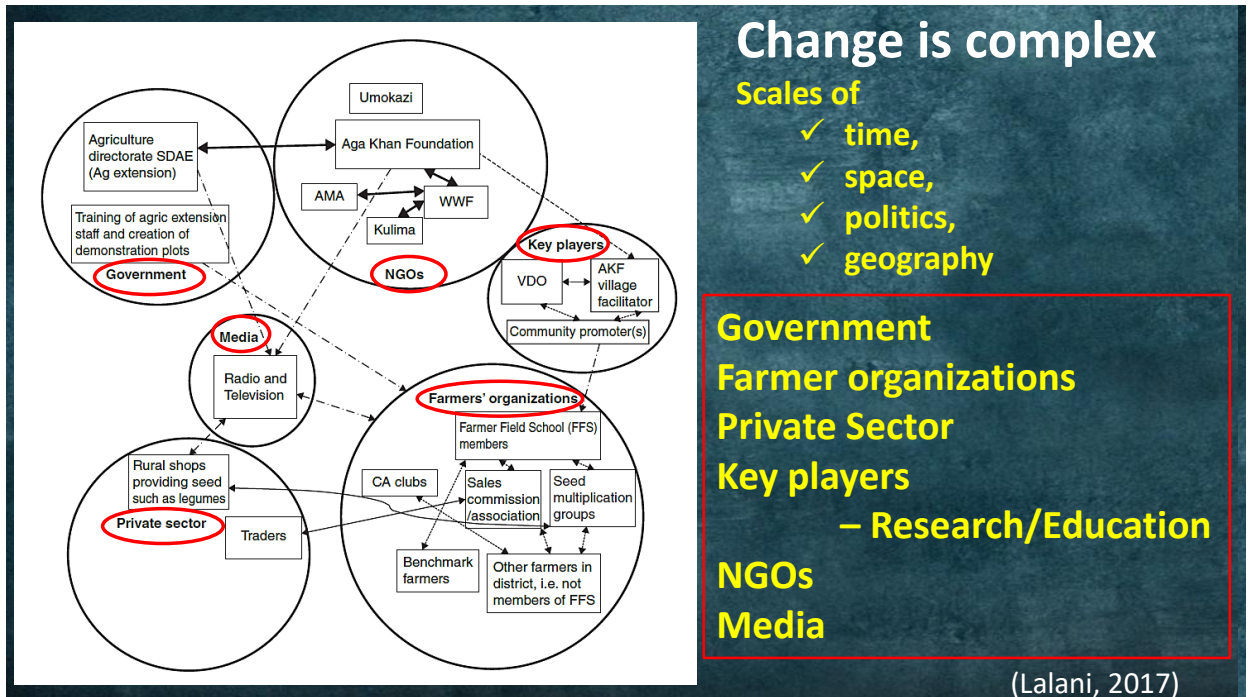 Umokazi
Agriculture
directorate SDAE
(Ag extension)
Aga Khan Foundation
AMA
WWF
Kulima
NGOs
Training of agric extension
staff and creation of
demonstration plots
Government
Key players
VDO
AKF
village
facilitator
Community promoter(s)
Media
Radio and
Television
Farmers' organizations
Farmer Field School (FFS)
members
CA clubs
Sales
commission
/association
Seed
multiplication
groups
Benchmark
farmers
Other farmers in
district, i.e. not
members of FFS
Rural shops
providing seed
such as legumes
Private sector
Traders
Change is complex
Scales of
✓ time,
✓ space,
✓ politics,
✓ geography
Government
Farmer organizations
Private Sector
Key players
– Research/Education
NGOs
Media
(Lalani, 2017)